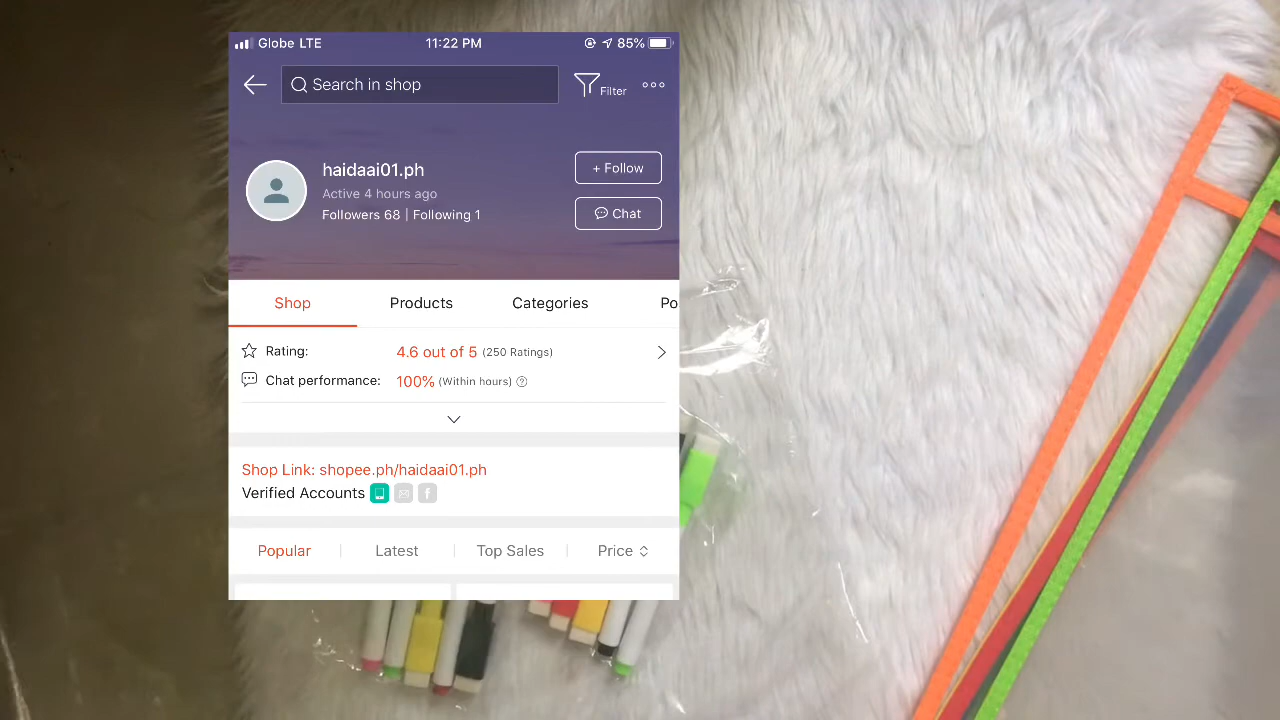 Globe LTE 11:22 PM 85%
Search in shop Filter
haidaai01.ph + Follow
Active 4 hours ago
Followers 68 | Following 1 Chat
Shop Products Categories Po
Rating: 4.6 out of 5 (250 Ratings)
Chat performance: 100% (Within hours) ?
Shop Link: shopee.ph/haidaai01.ph
Verified Accounts f
Popular Latest Top Sales Price